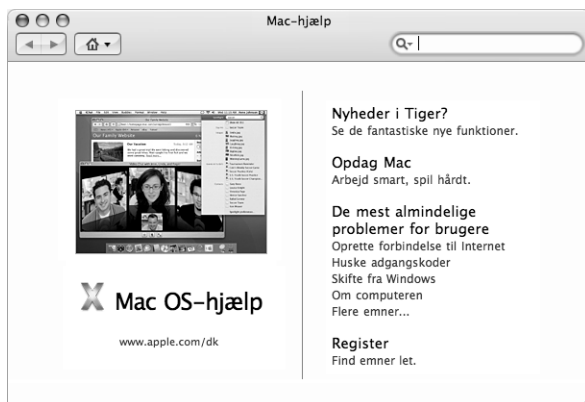 Mac-hjælp
Mac OS-hjælp
www.apple.com/dk
Nyheder i Tiger?
Se de fantastiske nye funktioner.
Opdag Mac
Arbejd smart, spil hårdt.
De mest almindelige
problemer for brugere
Oprette forbindelse til Internet
Huske adgangskoder
Skifte fra Windows
Om computeren
Flere emner...
Register
Find emner let.